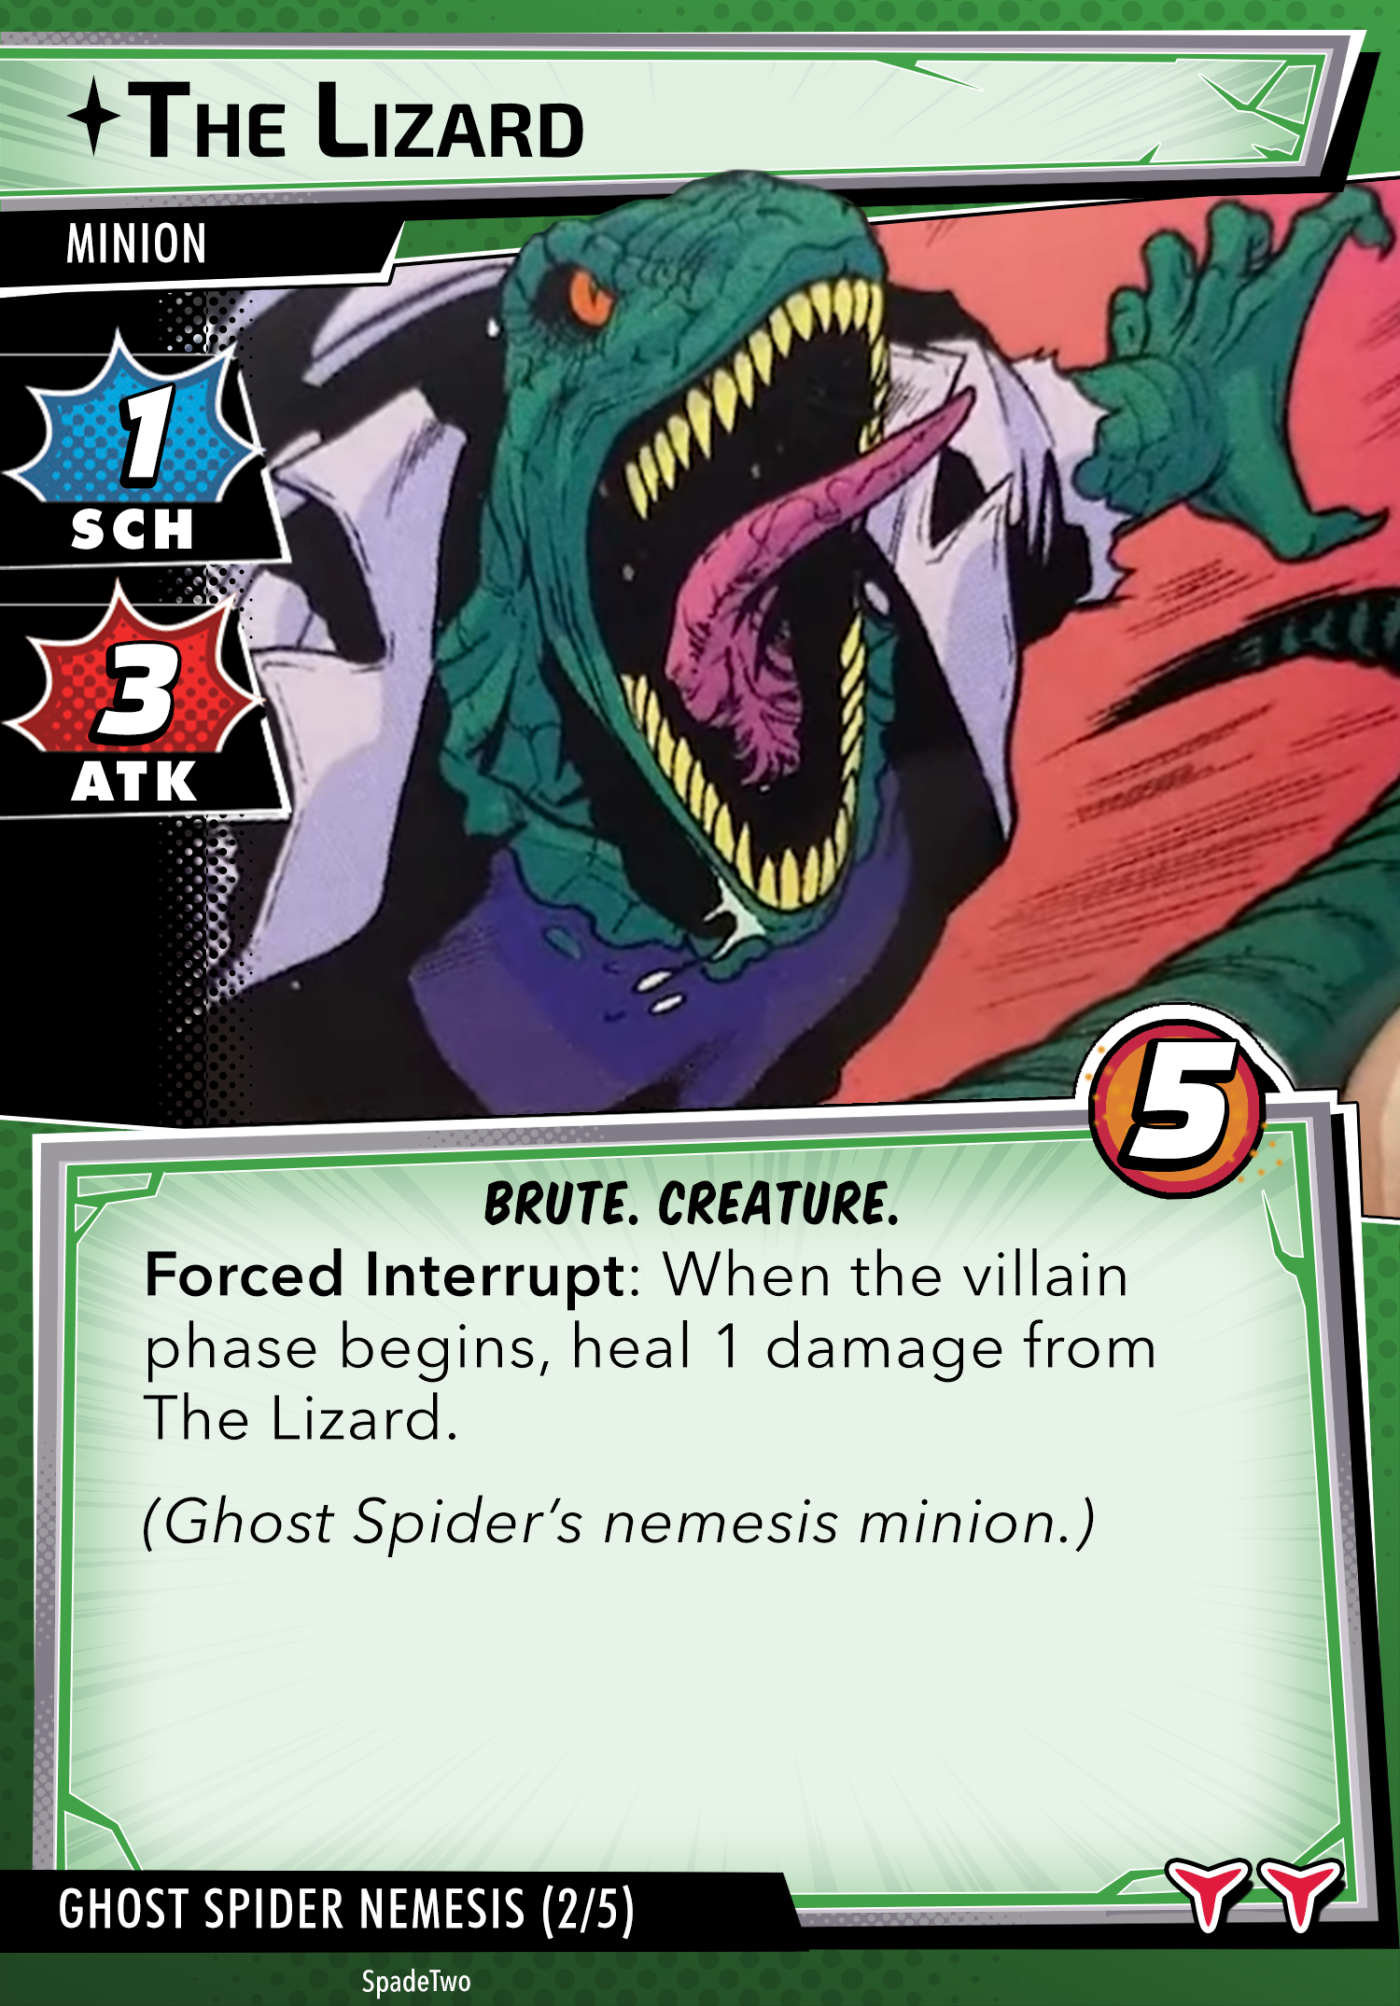 The Lizard
MINION
1
SCH
3
ATK
5
BRUTE. CREATURE.
Forced Interrupt: When the villain
phase begins, heal 1 damage from
The Lizard.
(Ghost Spider's nemesis minion.)
GHOST SPIDER NEMESIS (2/5)
SpadeTwo